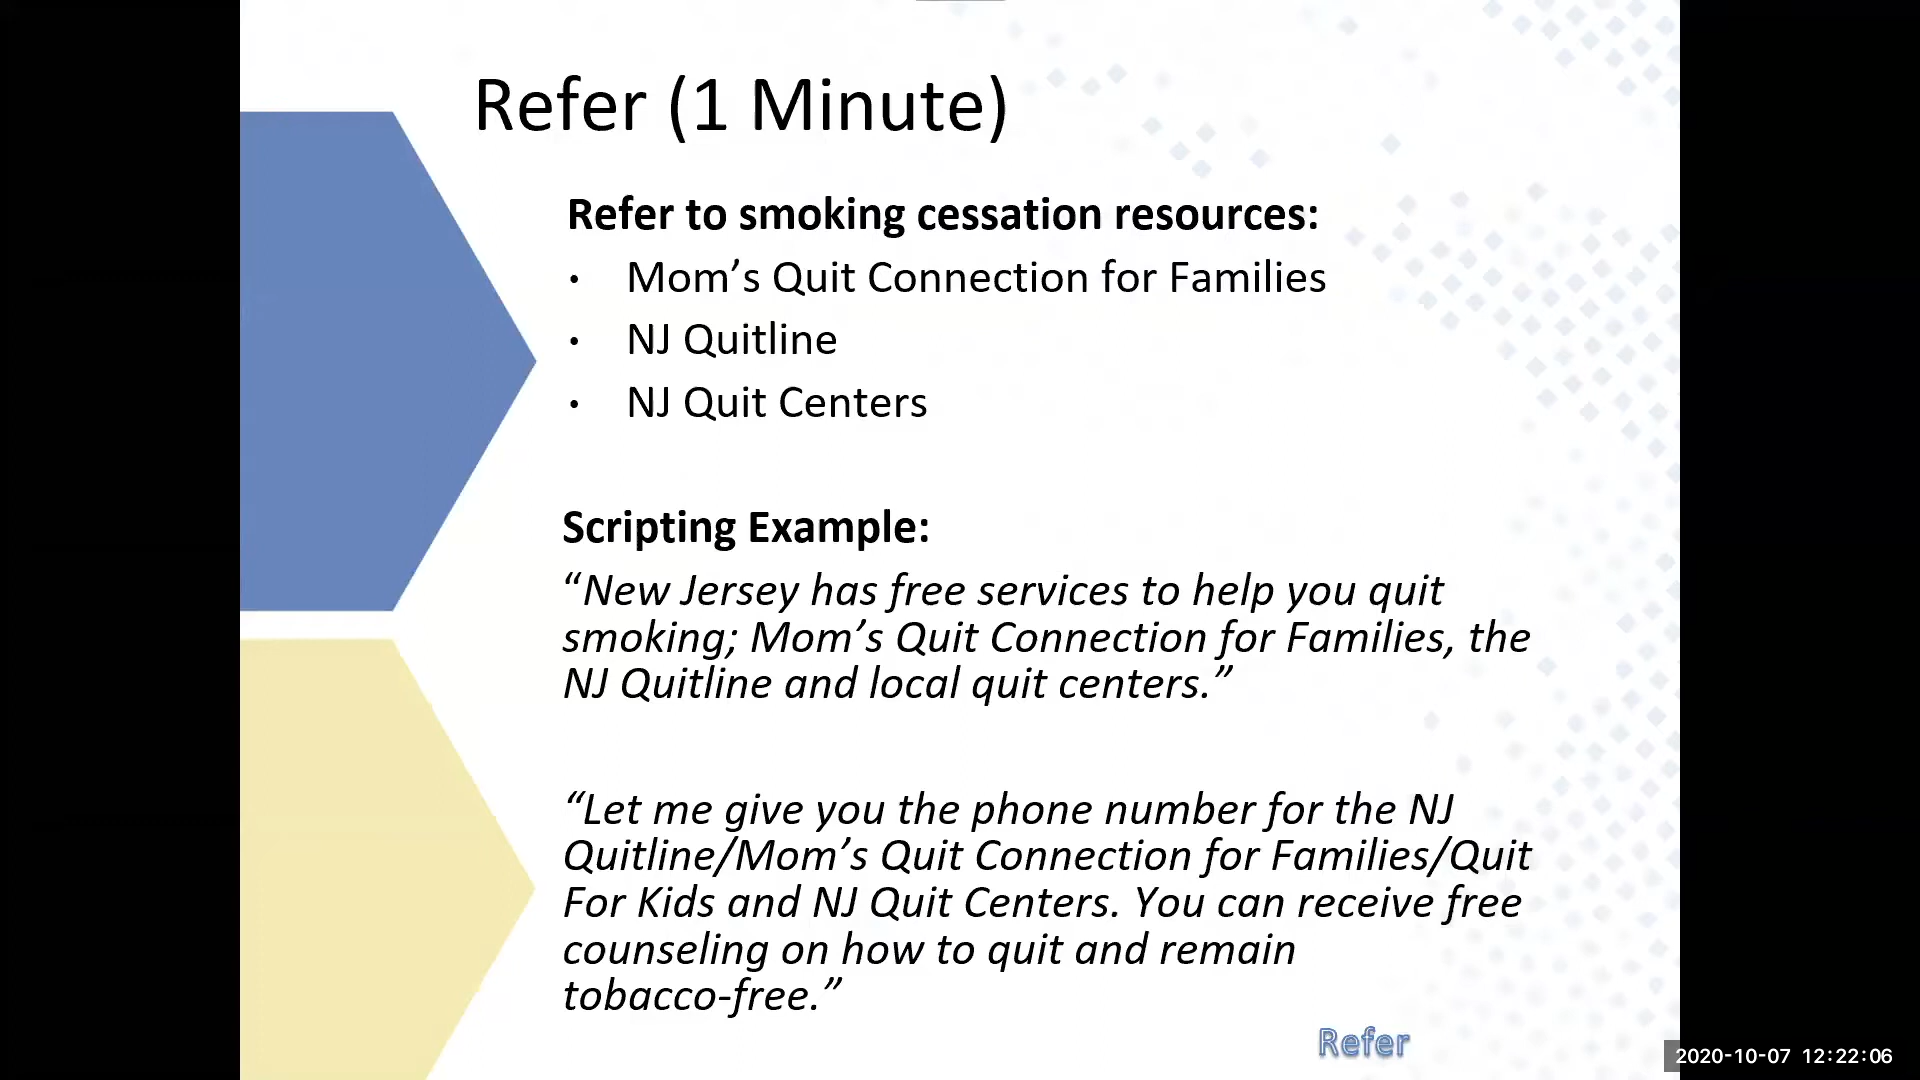 Refer (1 Minute)
Refer to smoking cessation resources:
• Mom’s Quit Connection for Families
• NJ Quitline
• NJ Quit Centers
Scripting Example:
“New Jersey has free services to help you quit
smoking; Mom’s Quit Connection for Families, the
NJ Quitline and local quit centers.”
“Let me give you the phone number for the NJ
Quitline/Mom’s Quit Connection for Families/Quit
For Kids and NJ Quit Centers. You can receive free
counseling on how to quit and remain
tobacco-free.”
Refer
2020-10-07 12:22:06